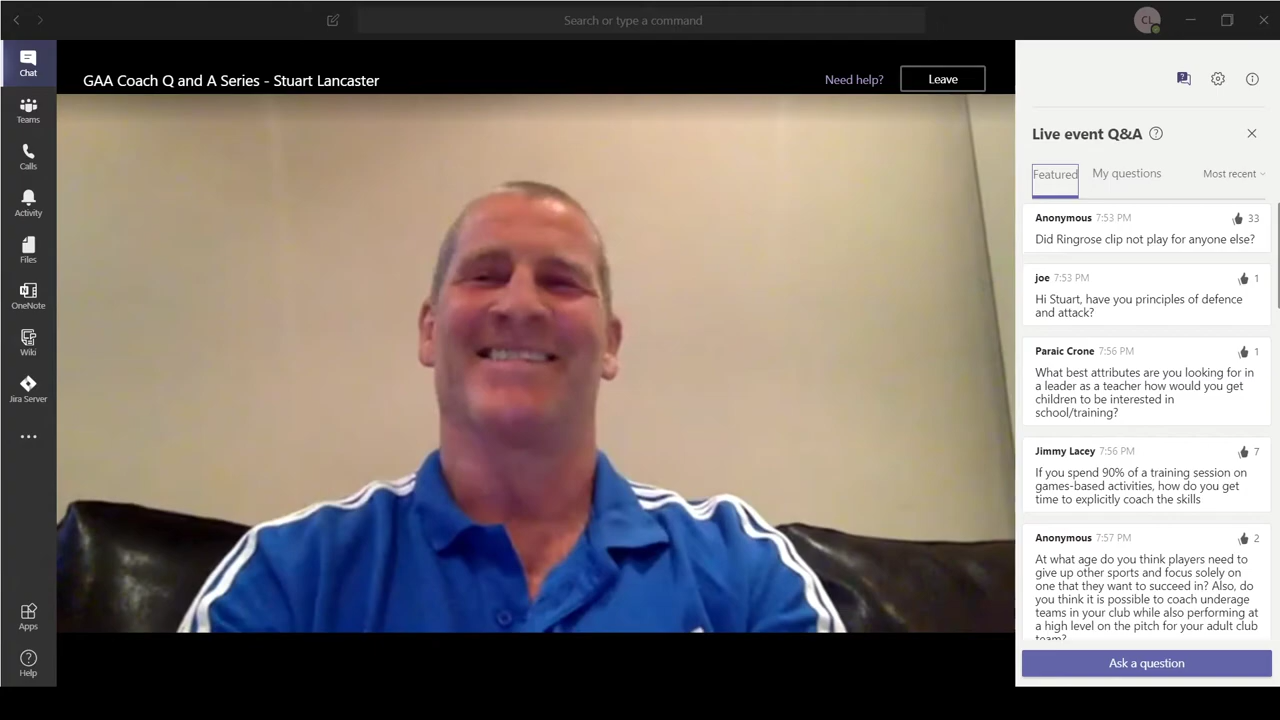 Search or type a command
CL
Chat
Teams
Calls
Activity
Files
OneNote
Wiki
Jira Server
Apps
Help
GAA Coach Q and A Series - Stuart Lancaster
Need help?
Leave
Live event Q&A
Featured
My questions
Most recent
Anonymous 7:53 PM 33
Did Ringrose clip not play for anyone else?
joe 7:53 PM 1
Hi Stuart, have you principles of defence
and attack?
Paraic Crone 7:56 PM 1
What best attributes are you looking for in
a leader as a teacher how would you get
children to be interested in
school/training?
Jimmy Lacey 7:56 PM 7
If you spend 90% of a training session on
games-based activities, how do you get
time to explicitly coach the skills
Anonymous 7:57 PM 2
At what age do you think players need to
give up other sports and focus solely on
one that they want to succeed in? Also, do
you think it is possible to coach underage
teams in your club while also performing at
a high level on the pitch for your adult club
team?
Ask a question